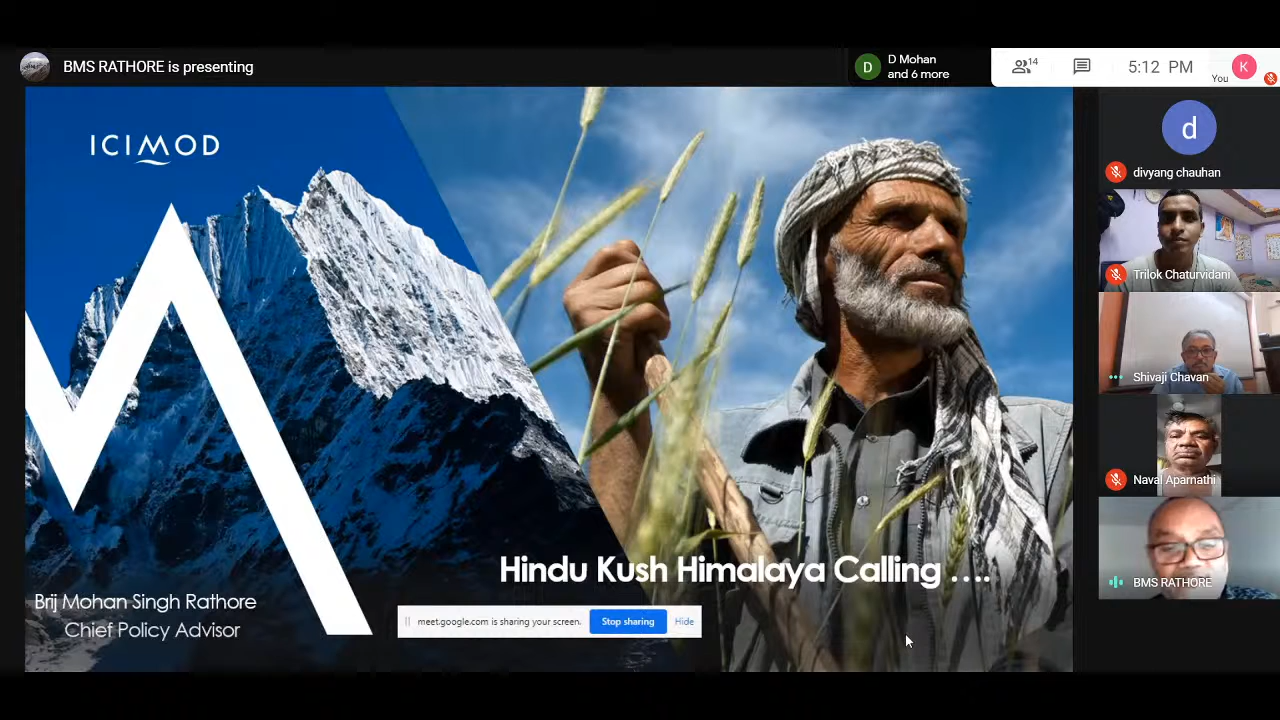 BMS RATHORE is presenting
D
D Mohan
and 6 more
14
5:12 PM
You
K
ICIMOD
d
divyang chauhan
Trilok Chaturvidani
Shivaji Chavan
Naval Aparnathi
BMS RATHORE
Hindu Kush Himalaya Calling ....
Brij Mohan Singh Rathore
Chief Policy Advisor
meet.google.com is sharing your screen.
Stop sharing
Hide